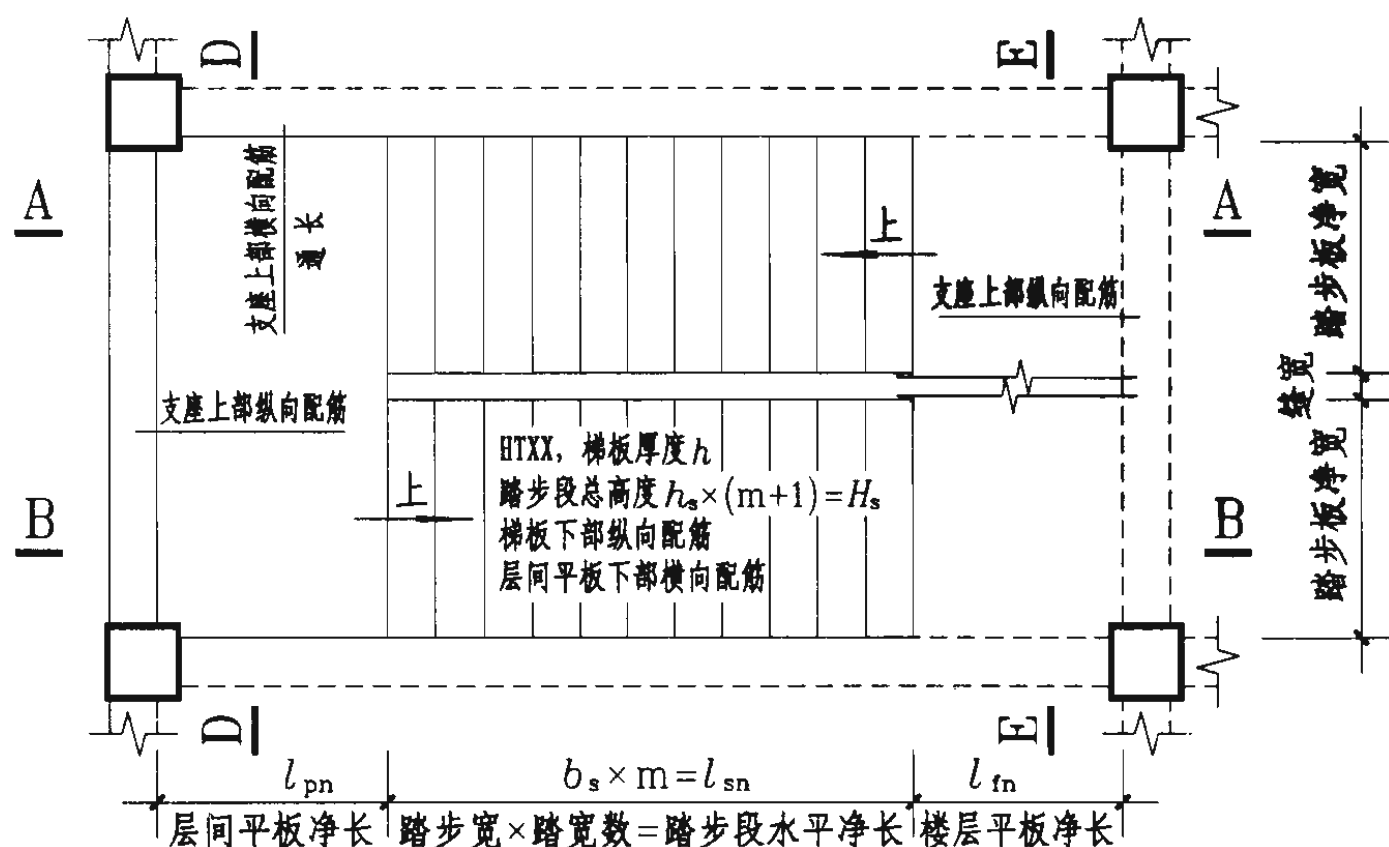 D
E
A
支座上部横向配筋
通长
上
A
支座上部纵向配筋
踏步板净宽
缝宽
踏步板净宽
支座上部纵向配筋
HTXX, 梯板厚度h
踏步段总高度hs×(m+1)=Hs
梯板下部纵向配筋
层间平板下部横向配筋
上
B
B
D
E
lpn
bs×m=lsn
lfn
层间平板净长
踏步宽×踏宽数=踏步段水平净长
楼层平板净长